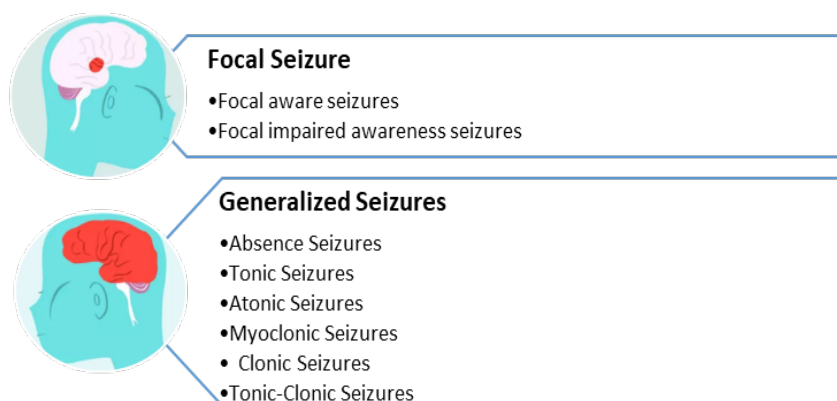 Focal Seizure
•Focal aware seizures
•Focal impaired awareness seizures
Generalized Seizures
•Absence Seizures
•Tonic Seizures
•Atonic Seizures
•Myoclonic Seizures
• Clonic Seizures
•Tonic-Clonic Seizures